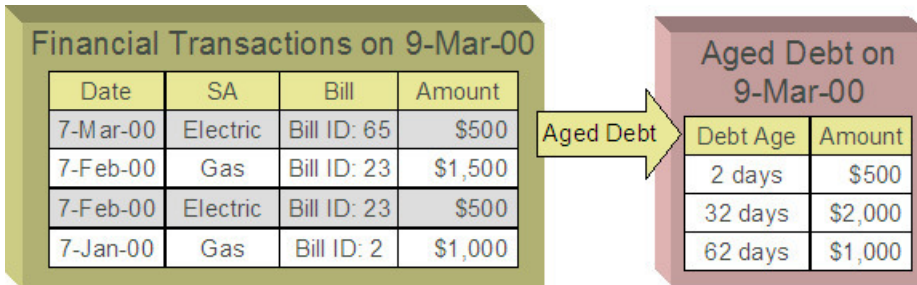 Financial Transactions on 9-Mar-00
Date SA Bill Amount
7-Mar-00 Electric Bill ID: 65 $500
7-Feb-00 Gas Bill ID: 23 $1,500
7-Feb-00 Electric Bill ID: 23 $500
7-Jan-00 Gas Bill ID: 2 $1,000
Aged Debt
Aged Debt on
9-Mar-00
Debt Age Amount
2 days $500
32 days $2,000
62 days $1,000